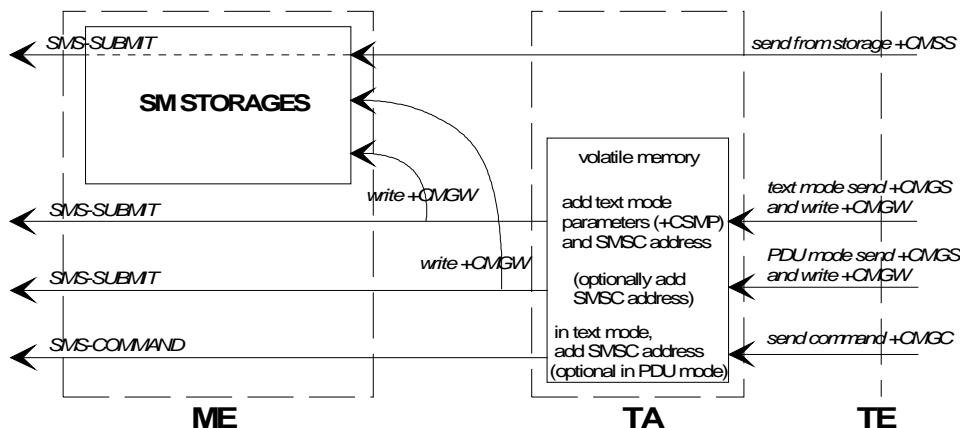 SMS-SUBMIT
send from storage +CMSS
SM STORAGES
volatile memory
write +CMGW
text mode send +CMGS
and write +CMGW
SMS-SUBMIT
add text mode
parameters (+CSMP)
and SMSC address
write +CMGW
PDU mode send +CMGS
and write +CMGW
SMS-SUBMIT
(optionally add
SMSC address)
SMS-COMMAND
in text mode,
add SMSC address
(optional in PDU mode)
send command +CMGC
ME
TA
TE